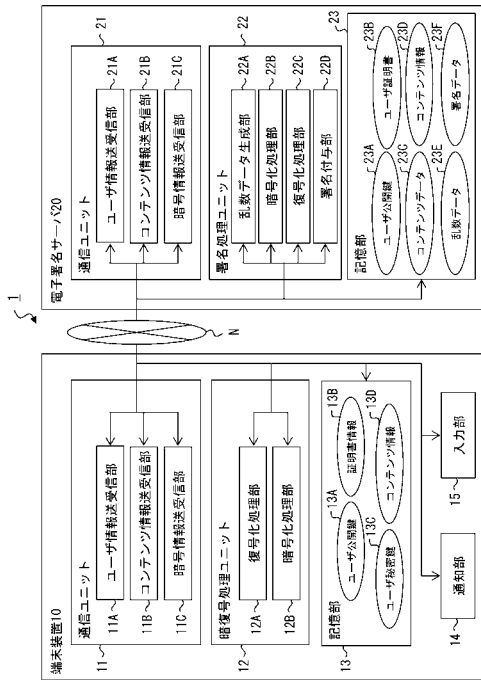 1
端末装置10
11
通信ユニット
11A
ユーザ情報送受信部
11B
コンテンツ情報送受信部
11C
暗号情報送受信部
12
暗復号処理ユニット
12A
復号化処理部
12B
暗号化処理部
13
記憶部
13A
ユーザ公開鍵
13B
証明書情報
13C
ユーザ秘密鍵
13D
コンテンツ情報
14
通知部
15
入力部
N
電子署名サーバ20
21
通信ユニット
ユーザ情報送受信部
21A
コンテンツ情報送受信部
21B
暗号情報送受信部
21C
22
署名処理ユニット
乱数データ生成部
22A
暗号化処理部
22B
復号化処理部
22C
署名付与部
22D
23
記憶部
23A
ユーザ公開鍵
23B
ユーザ証明書
23C
コンテンツデータ
23D
コンテンツ情報
23E
乱数データ
23F
署名データ